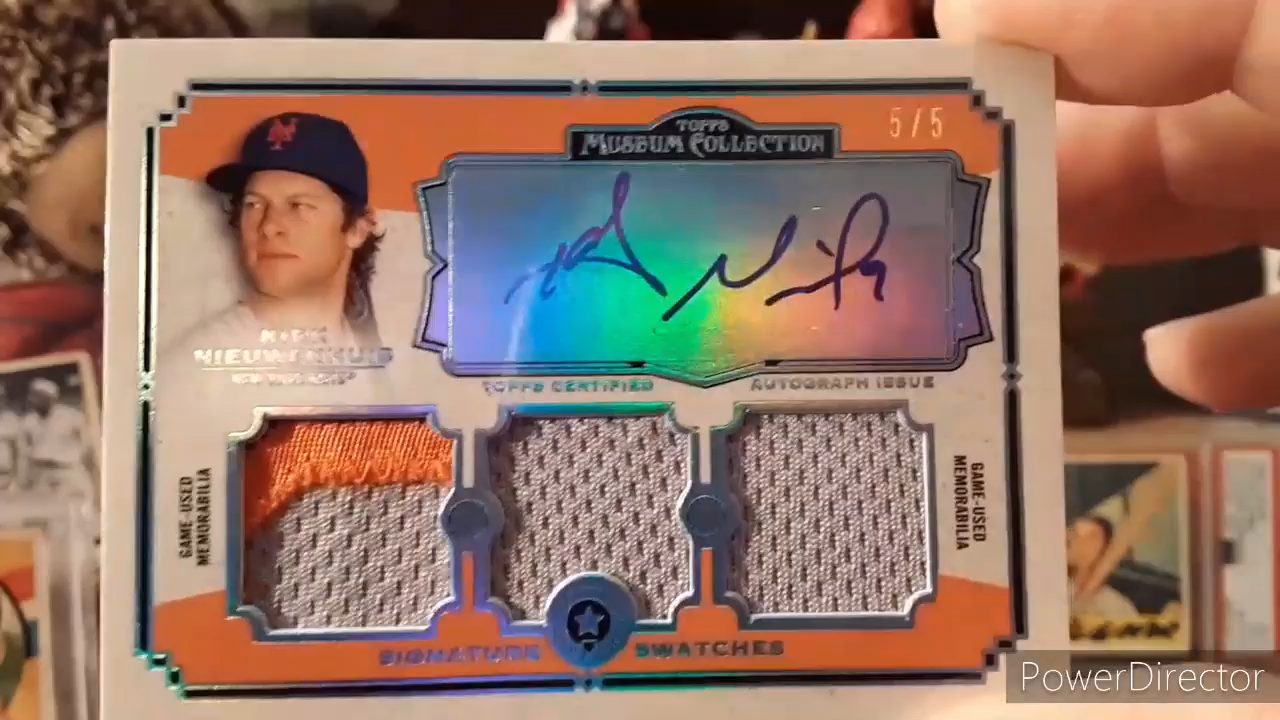 5/5
TOPPS
MUSEUM COLLECTION
KIRK
NIEUWENHUIS
NEW YORK METS
TOPPS CERTIFIED AUTOGRAPH ISSUE
GAME-USED
MEMORABILIA
GAME-USED
MEMORABILIA
SIGNATURE SWATCHES
PowerDirector